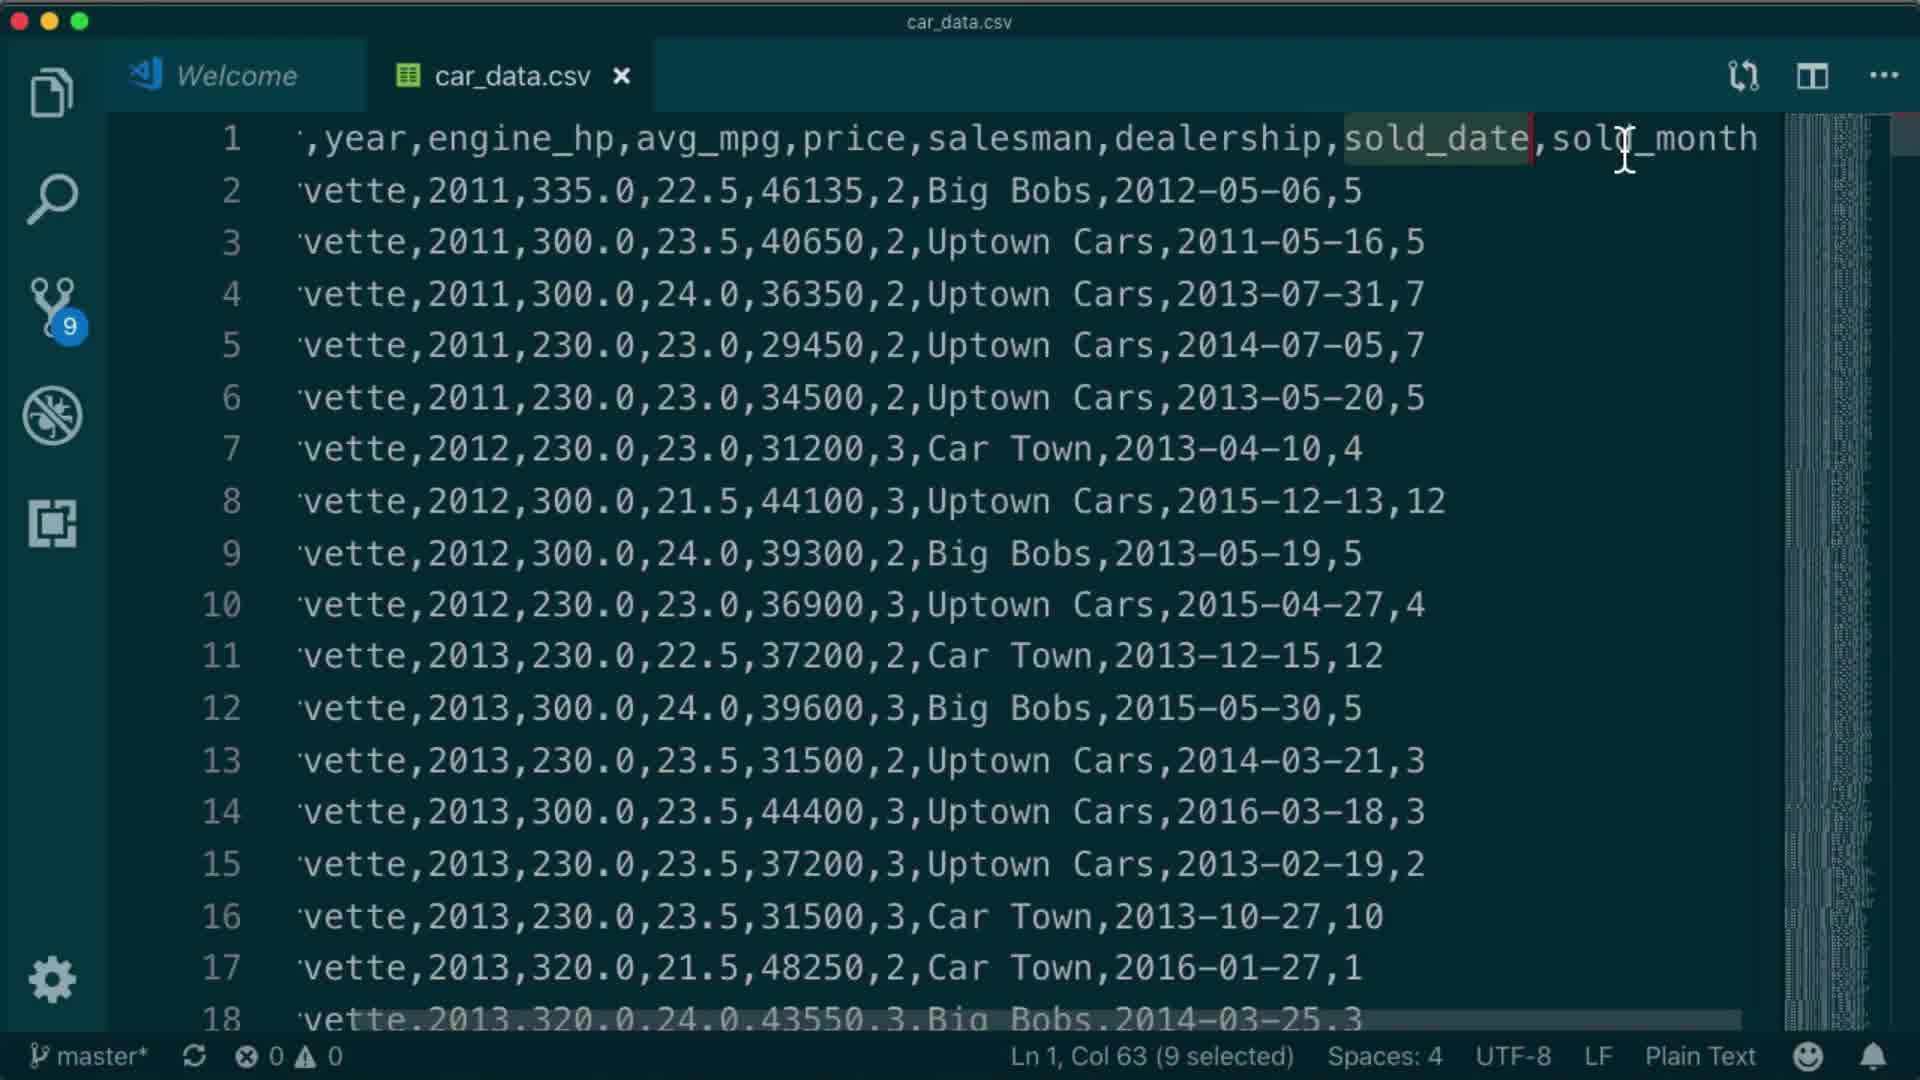 car_data.csv
Welcome
car_data.csv
1 ,year,engine_hp,avg_mpg,price,salesman,dealership,sold_date,sold_month
2 vette,2011,335.0,22.5,46135,2,Big Bobs,2012-05-06,5
3 vette,2011,300.0,23.5,40650,2,Uptown Cars,2011-05-16,5
4 vette,2011,300.0,24.0,36350,2,Uptown Cars,2013-07-31,7
5 vette,2011,230.0,23.0,29450,2,Uptown Cars,2014-07-05,7
6 vette,2011,230.0,23.0,34500,2,Uptown Cars,2013-05-20,5
7 vette,2012,230.0,23.0,31200,3,Car Town,2013-04-10,4
8 vette,2012,300.0,21.5,44100,3,Uptown Cars,2015-12-13,12
9 vette,2012,300.0,24.0,39300,2,Big Bobs,2013-05-19,5
10 vette,2012,230.0,23.0,36900,3,Uptown Cars,2015-04-27,4
11 vette,2013,230.0,22.5,37200,2,Car Town,2013-12-15,12
12 vette,2013,300.0,24.0,39600,3,Big Bobs,2015-05-30,5
13 vette,2013,230.0,23.5,31500,2,Uptown Cars,2014-03-21,3
14 vette,2013,300.0,23.5,44400,3,Uptown Cars,2016-03-18,3
15 vette,2013,230.0,23.5,37200,3,Uptown Cars,2013-02-19,2
16 vette,2013,230.0,23.5,31500,3,Car Town,2013-10-27,10
17 vette,2013,320.0,21.5,48250,2,Car Town,2016-01-27,1
18 vette,2013,320.0,24.0,43550,3,Big Bobs,2014-03-25,3
9
master* 0 0 Ln 1, Col 63 (9 selected) Spaces: 4 UTF-8 LF Plain Text